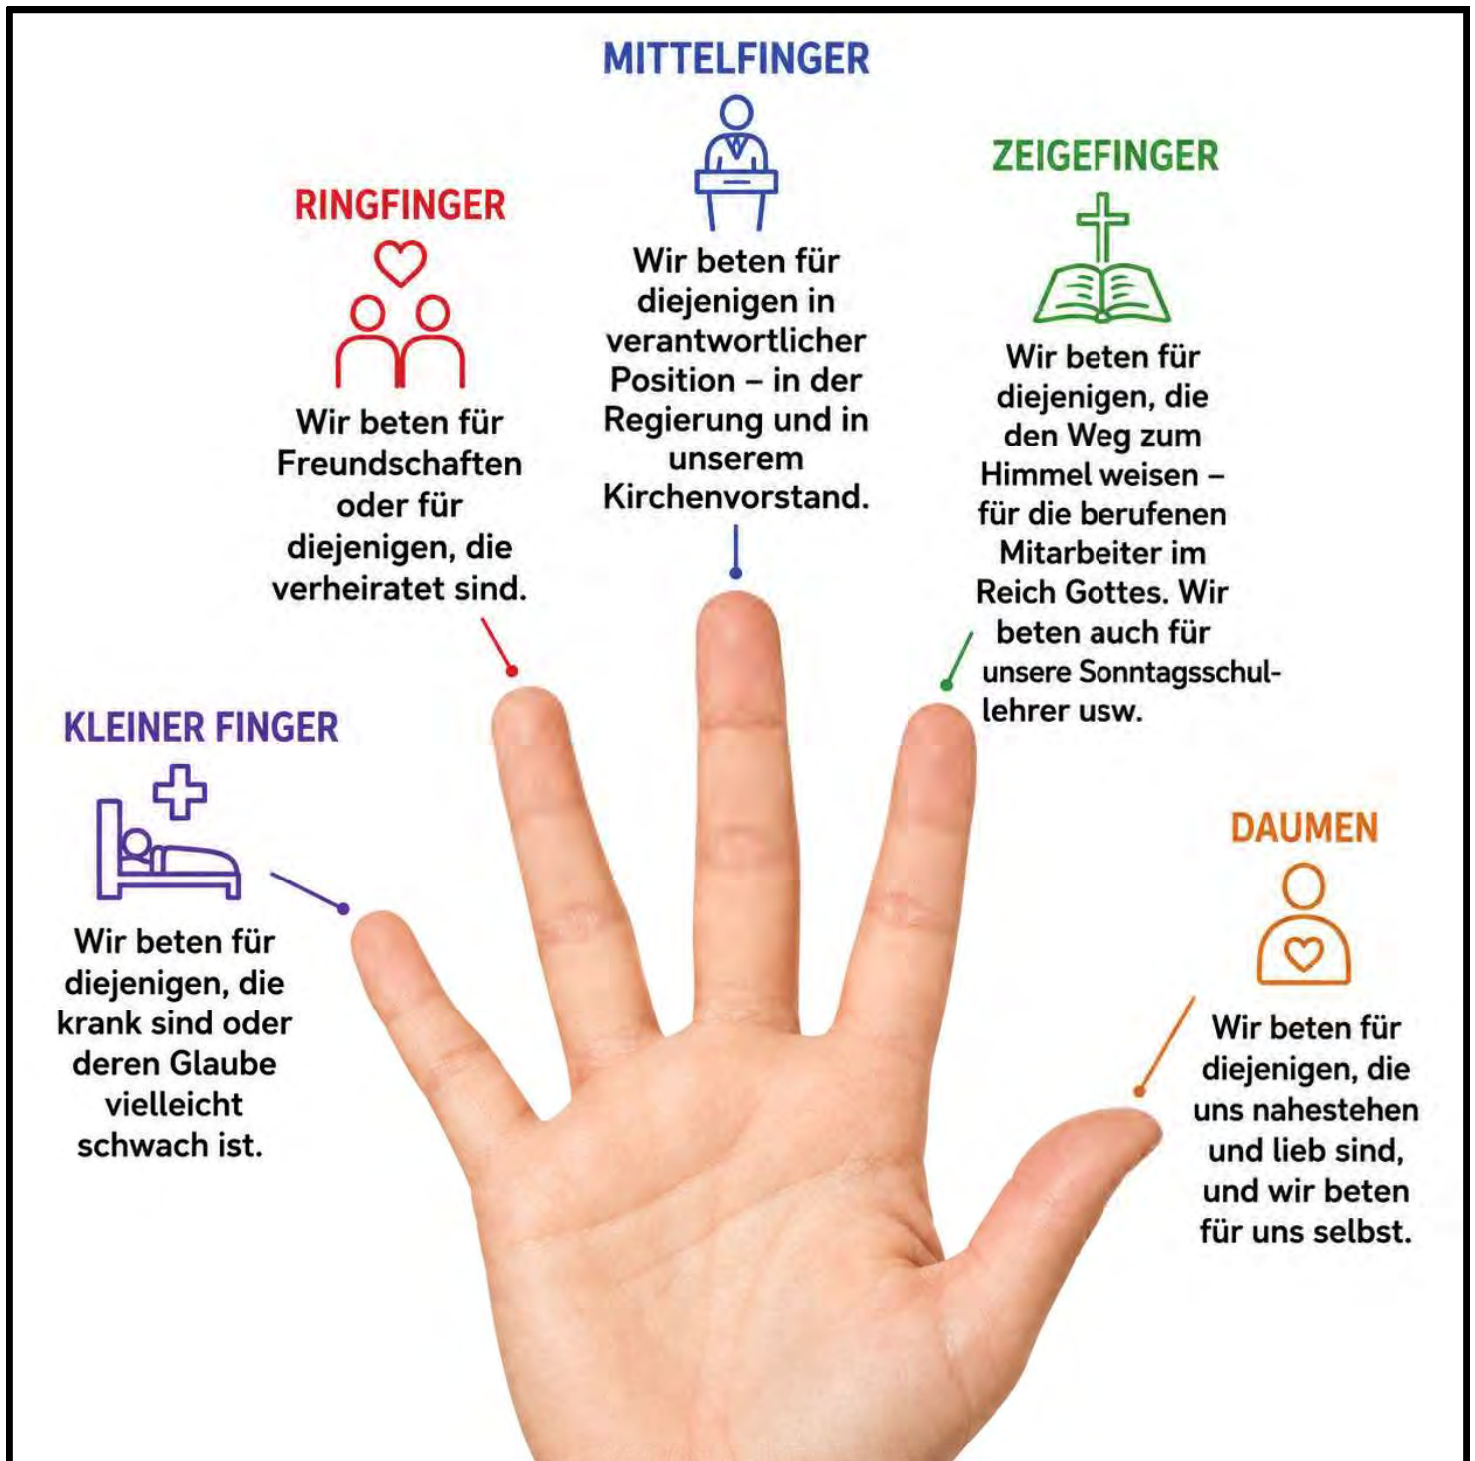 MITTELFINGER
Wir beten für
diejenigen in
verantwortlicher
Position – in der
Regierung und in
unserem
Kirchenvorstand.
ZEIGEFINGER
Wir beten für
diejenigen, die
den Weg zum
Himmel weisen –
für die berufenen
Mitarbeiter im
Reich Gottes. Wir
beten auch für
unsere Sonntagsschul-
lehrer usw.
RINGFINGER
Wir beten für
Freundschaften
oder für
diejenigen, die
verheiratet sind.
KLEINER FINGER
Wir beten für
diejenigen, die
krank sind oder
deren Glaube
vielleicht
schwach ist.
DAUMEN
Wir beten für
diejenigen, die
uns nahestehen
und lieb sind,
und wir beten
für uns selbst.